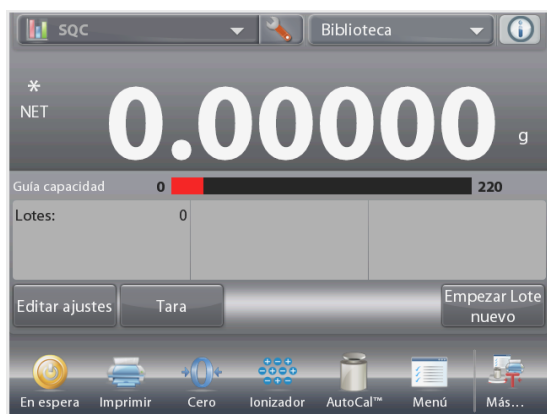 SQC Biblioteca
*
NET
0.00000 g
Guía capacidad 0 220
Lotes: 0
Editar ajustes Tara Empezar Lote
nuevo
En espera Imprimir Cero Ionizador AutoCal™ Menú Más...